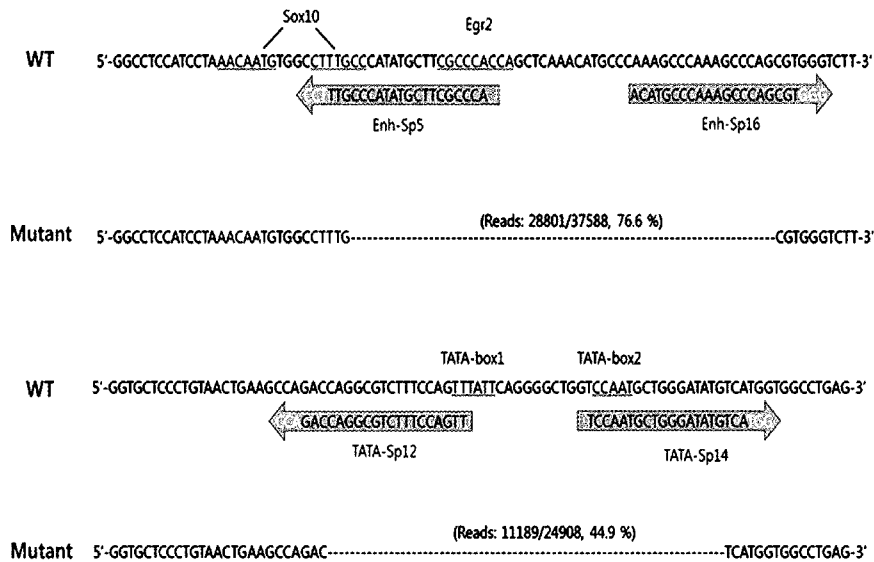 Sox10
Egr2
WT 5'-GGCCTCCATCCTAAACAATGTGGCCTTTGCCCATATGCTTCGCCCACCAGCTCAAACATGCCCAAAGCCCAAAGCCCAGCGTGGGTCTT-3'
TTGCCCATATGCTTCGCCCA ACATGCCCAAAGCCCAGCGT
Enh-Sp5 Enh-Sp16
(Reads: 28801/37588, 76.6 %)
Mutant 5'-GGCCTCCATCCTAAACAATGTGGCCTTTG------------------------------------------------------------CGTGGGTCTT-3'
TATA-box1 TATA-box2
WT 5'-GGTGCTCCCTGTAACTGAAGCCAGACCAGGCGTCTTTCCAGTTTATTCAGGGGCTGGTCCAATGCTGGGATATGTCATGGTGGCCTGAG-3'
GACCAGGCGTCTTTCCAGTT TCCAATGCTGGGATATGTCA
TATA-Sp12 TATA-Sp14
(Reads: 11189/24908, 44.9 %)
Mutant 5'-GGTGCTCCCTGTAACTGAAGCCAGAC------------------------------------------------------------TCATGGTGGCCTGAG-3'